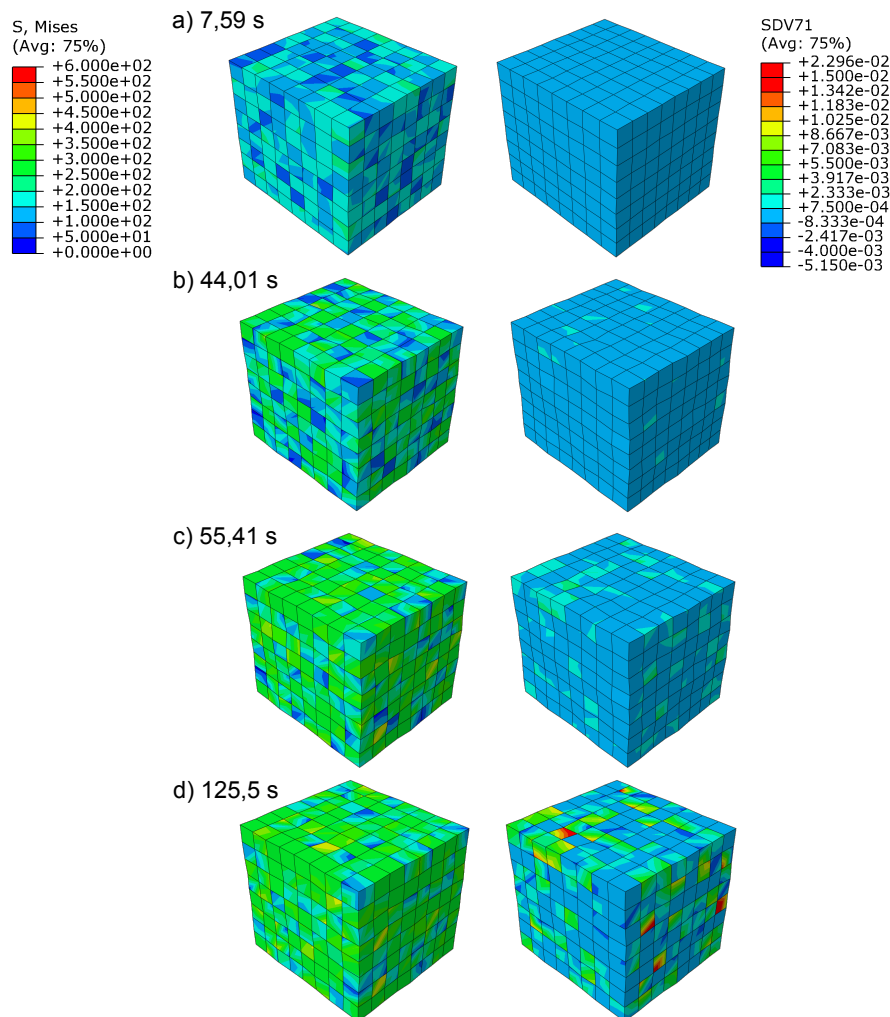 S, Mises
(Avg: 75%)
+6.000e+02
+5.500e+02
+5.000e+02
+4.500e+02
+4.000e+02
+3.500e+02
+3.000e+02
+2.500e+02
+2.000e+02
+1.500e+02
+1.000e+02
+5.000e+01
+0.000e+00
a) 7,59 s
SDV71
(Avg: 75%)
+2.296e-02
+1.500e-02
+1.342e-02
+1.183e-02
+1.025e-02
+8.667e-03
+7.083e-03
+5.500e-03
+3.917e-03
+2.333e-03
+7.500e-04
-8.333e-04
-2.417e-03
-4.000e-03
-5.150e-03
b) 44,01 s
c) 55,41 s
d) 125,5 s